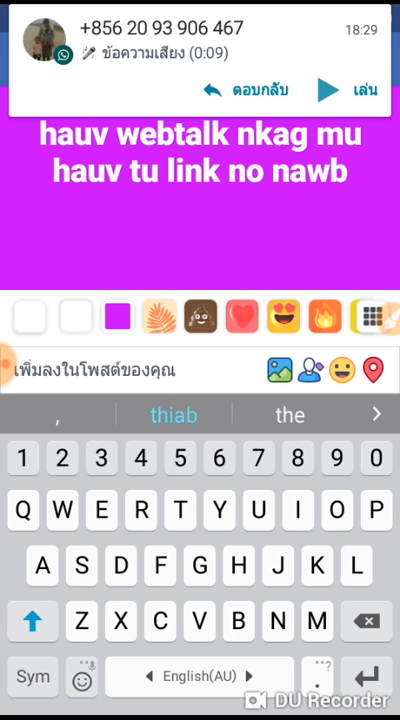 +856 20 93 906 467
18:29
ข้อความเสียง (0:09)
ตอบกลับ
เล่น
hauv webtalk nkag mu
hauv tu link no nawb
เพิ่มลงในโพสต์ของคุณ
, thiab the
1 2 3 4 5 6 7 8 9 0
Q W E R T Y U I O P
A S D F G H J K L
Z X C V B N M
Sym English(AU) . ,,?
DU Recorder